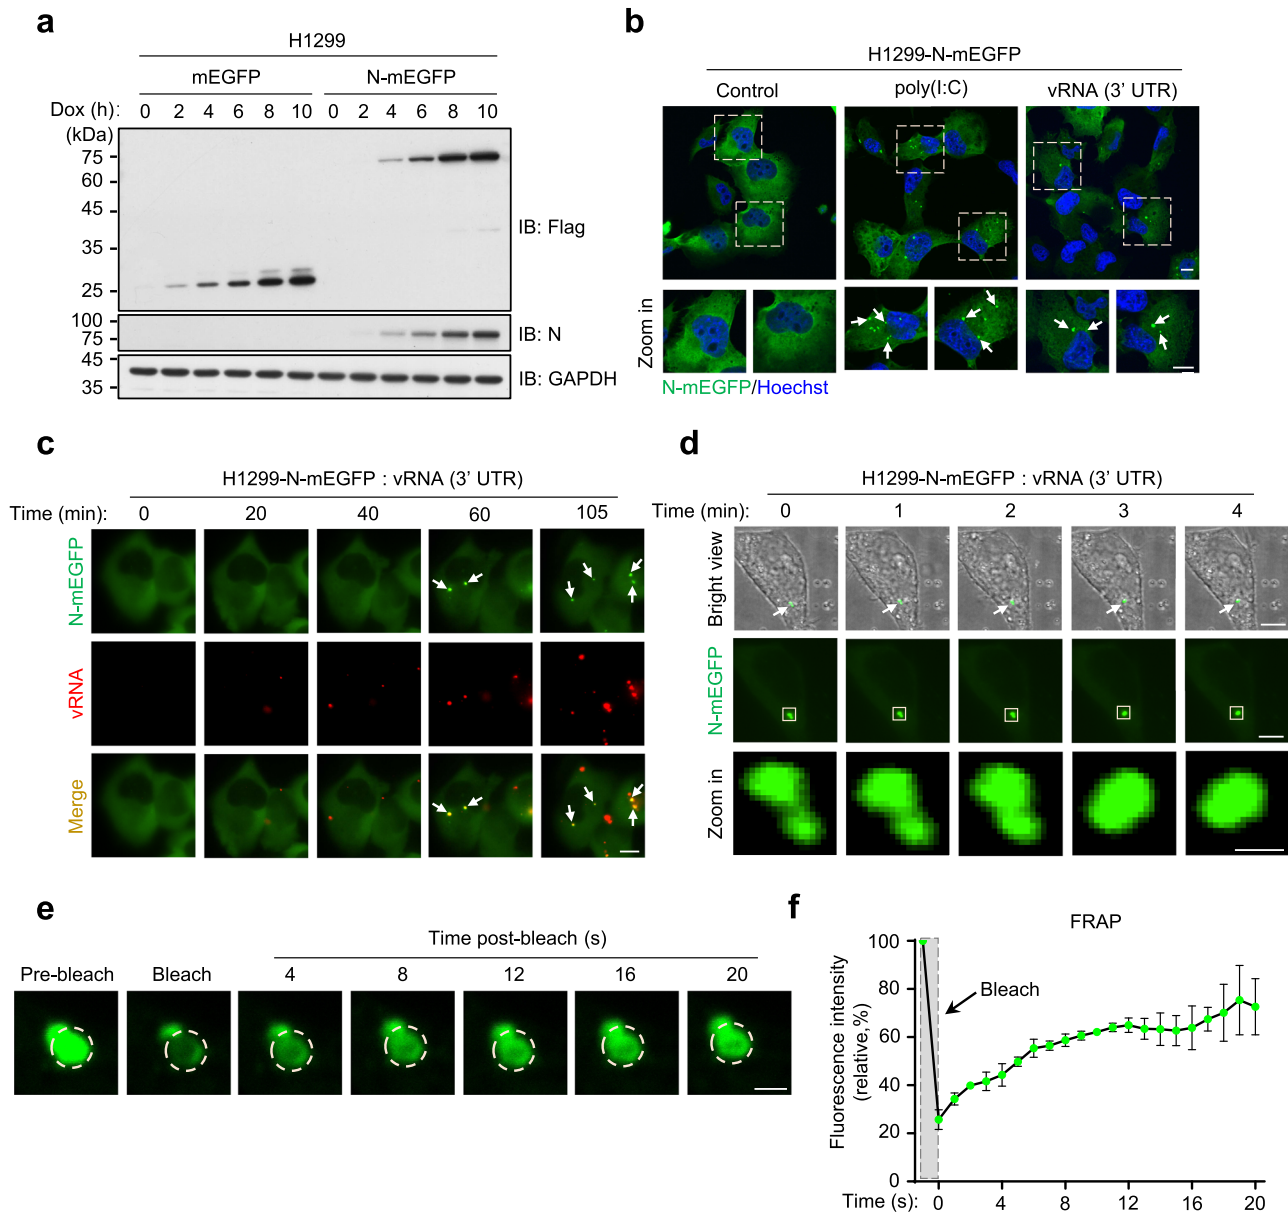 a
H1299
mEGFP N-mEGFP
Dox (h): 0 2 4 6 8 10 0 2 4 6 8 10
(kDa)
75
60
45
35
25
IB: Flag
100
75
IB: N
45
35
IB: GAPDH
b
H1299-N-mEGFP
Control poly(I:C) vRNA (3' UTR)
Zoom in
N-mEGFP/Hoechst
c
H1299-N-mEGFP : vRNA (3' UTR)
Time (min): 0 20 40 60 105
N-mEGFP
vRNA
Merge
d
H1299-N-mEGFP : vRNA (3' UTR)
Time (min): 0 1 2 3 4
Bright view
N-mEGFP
Zoom in
e
Time post-bleach (s)
Pre-bleach Bleach 4 8 12 16 20
f
FRAP
Bleach
Fluorescence intensity
(relative,%)
100
80
60
40
20
0
Time (s): 0 4 8 12 16 20